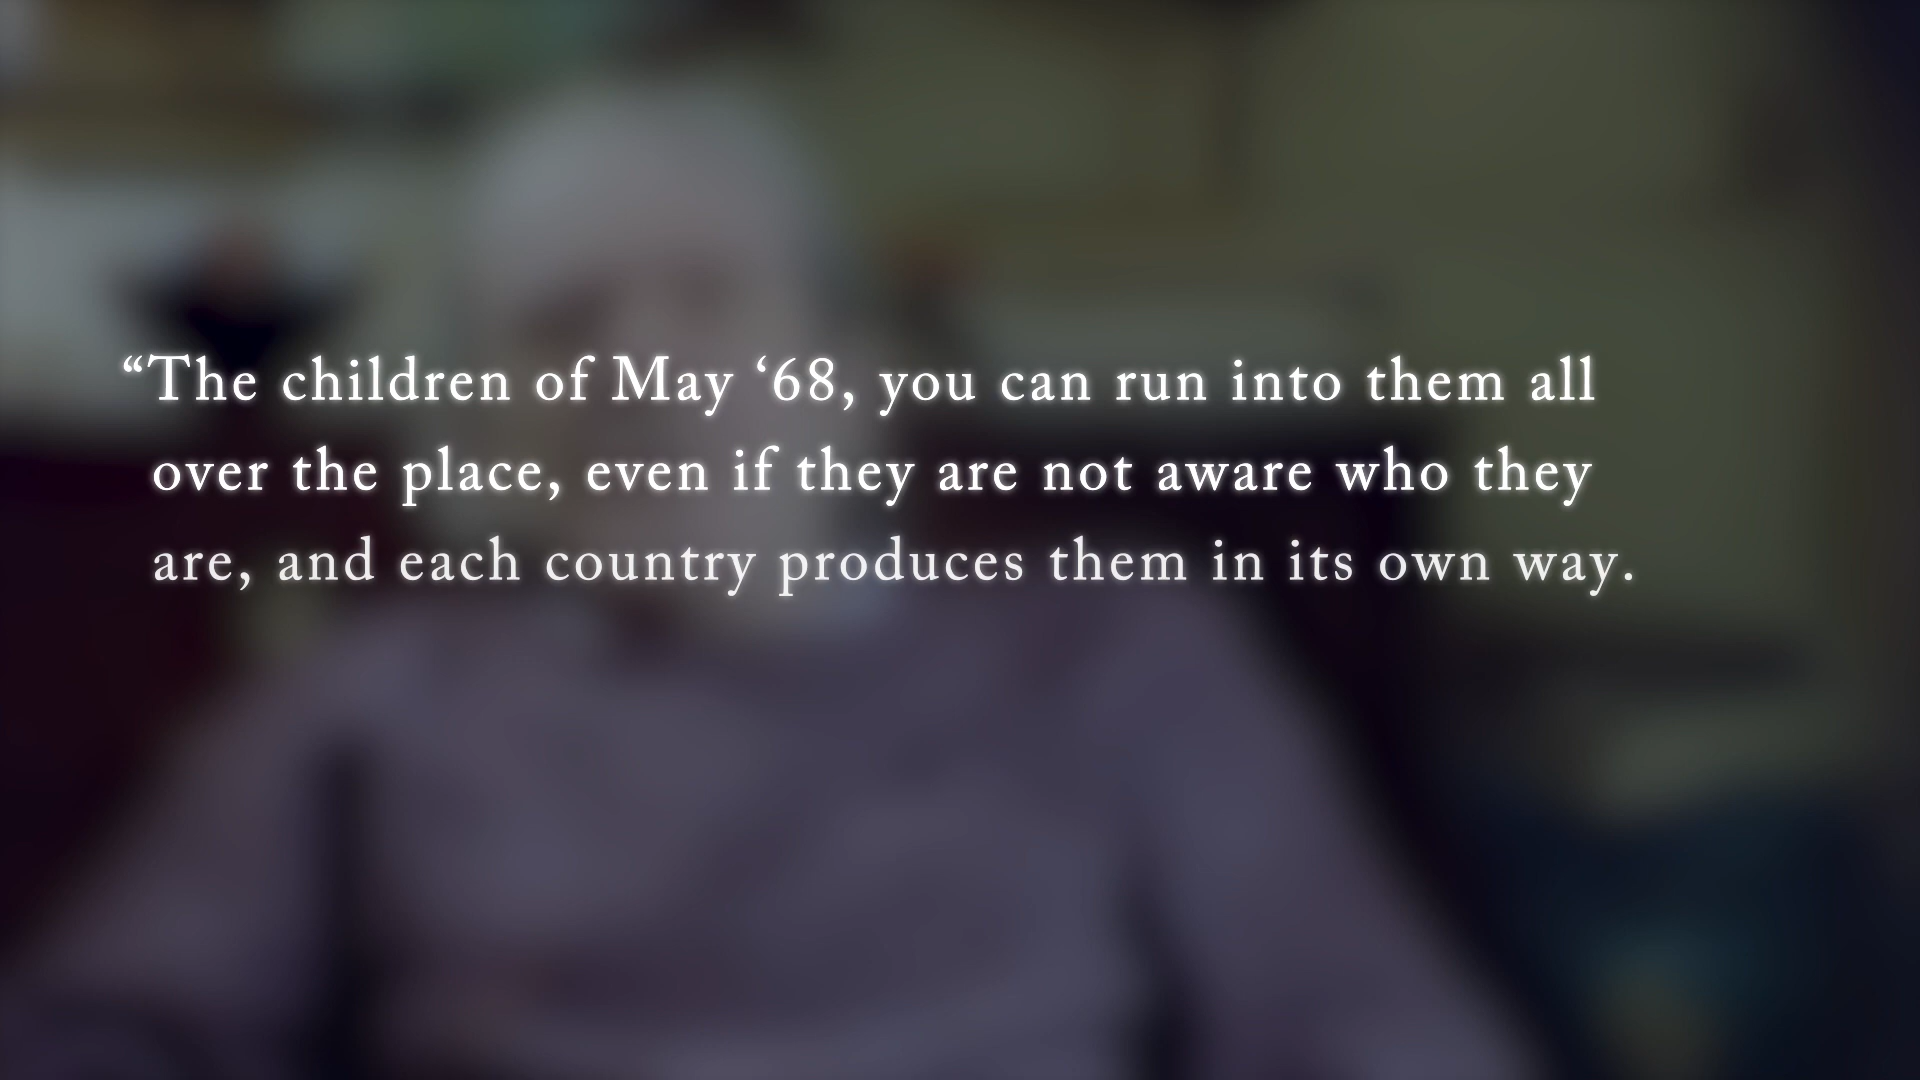 “The children of May ‘68, you can run into them all
over the place, even if they are not aware who they
are, and each country produces them in its own way.